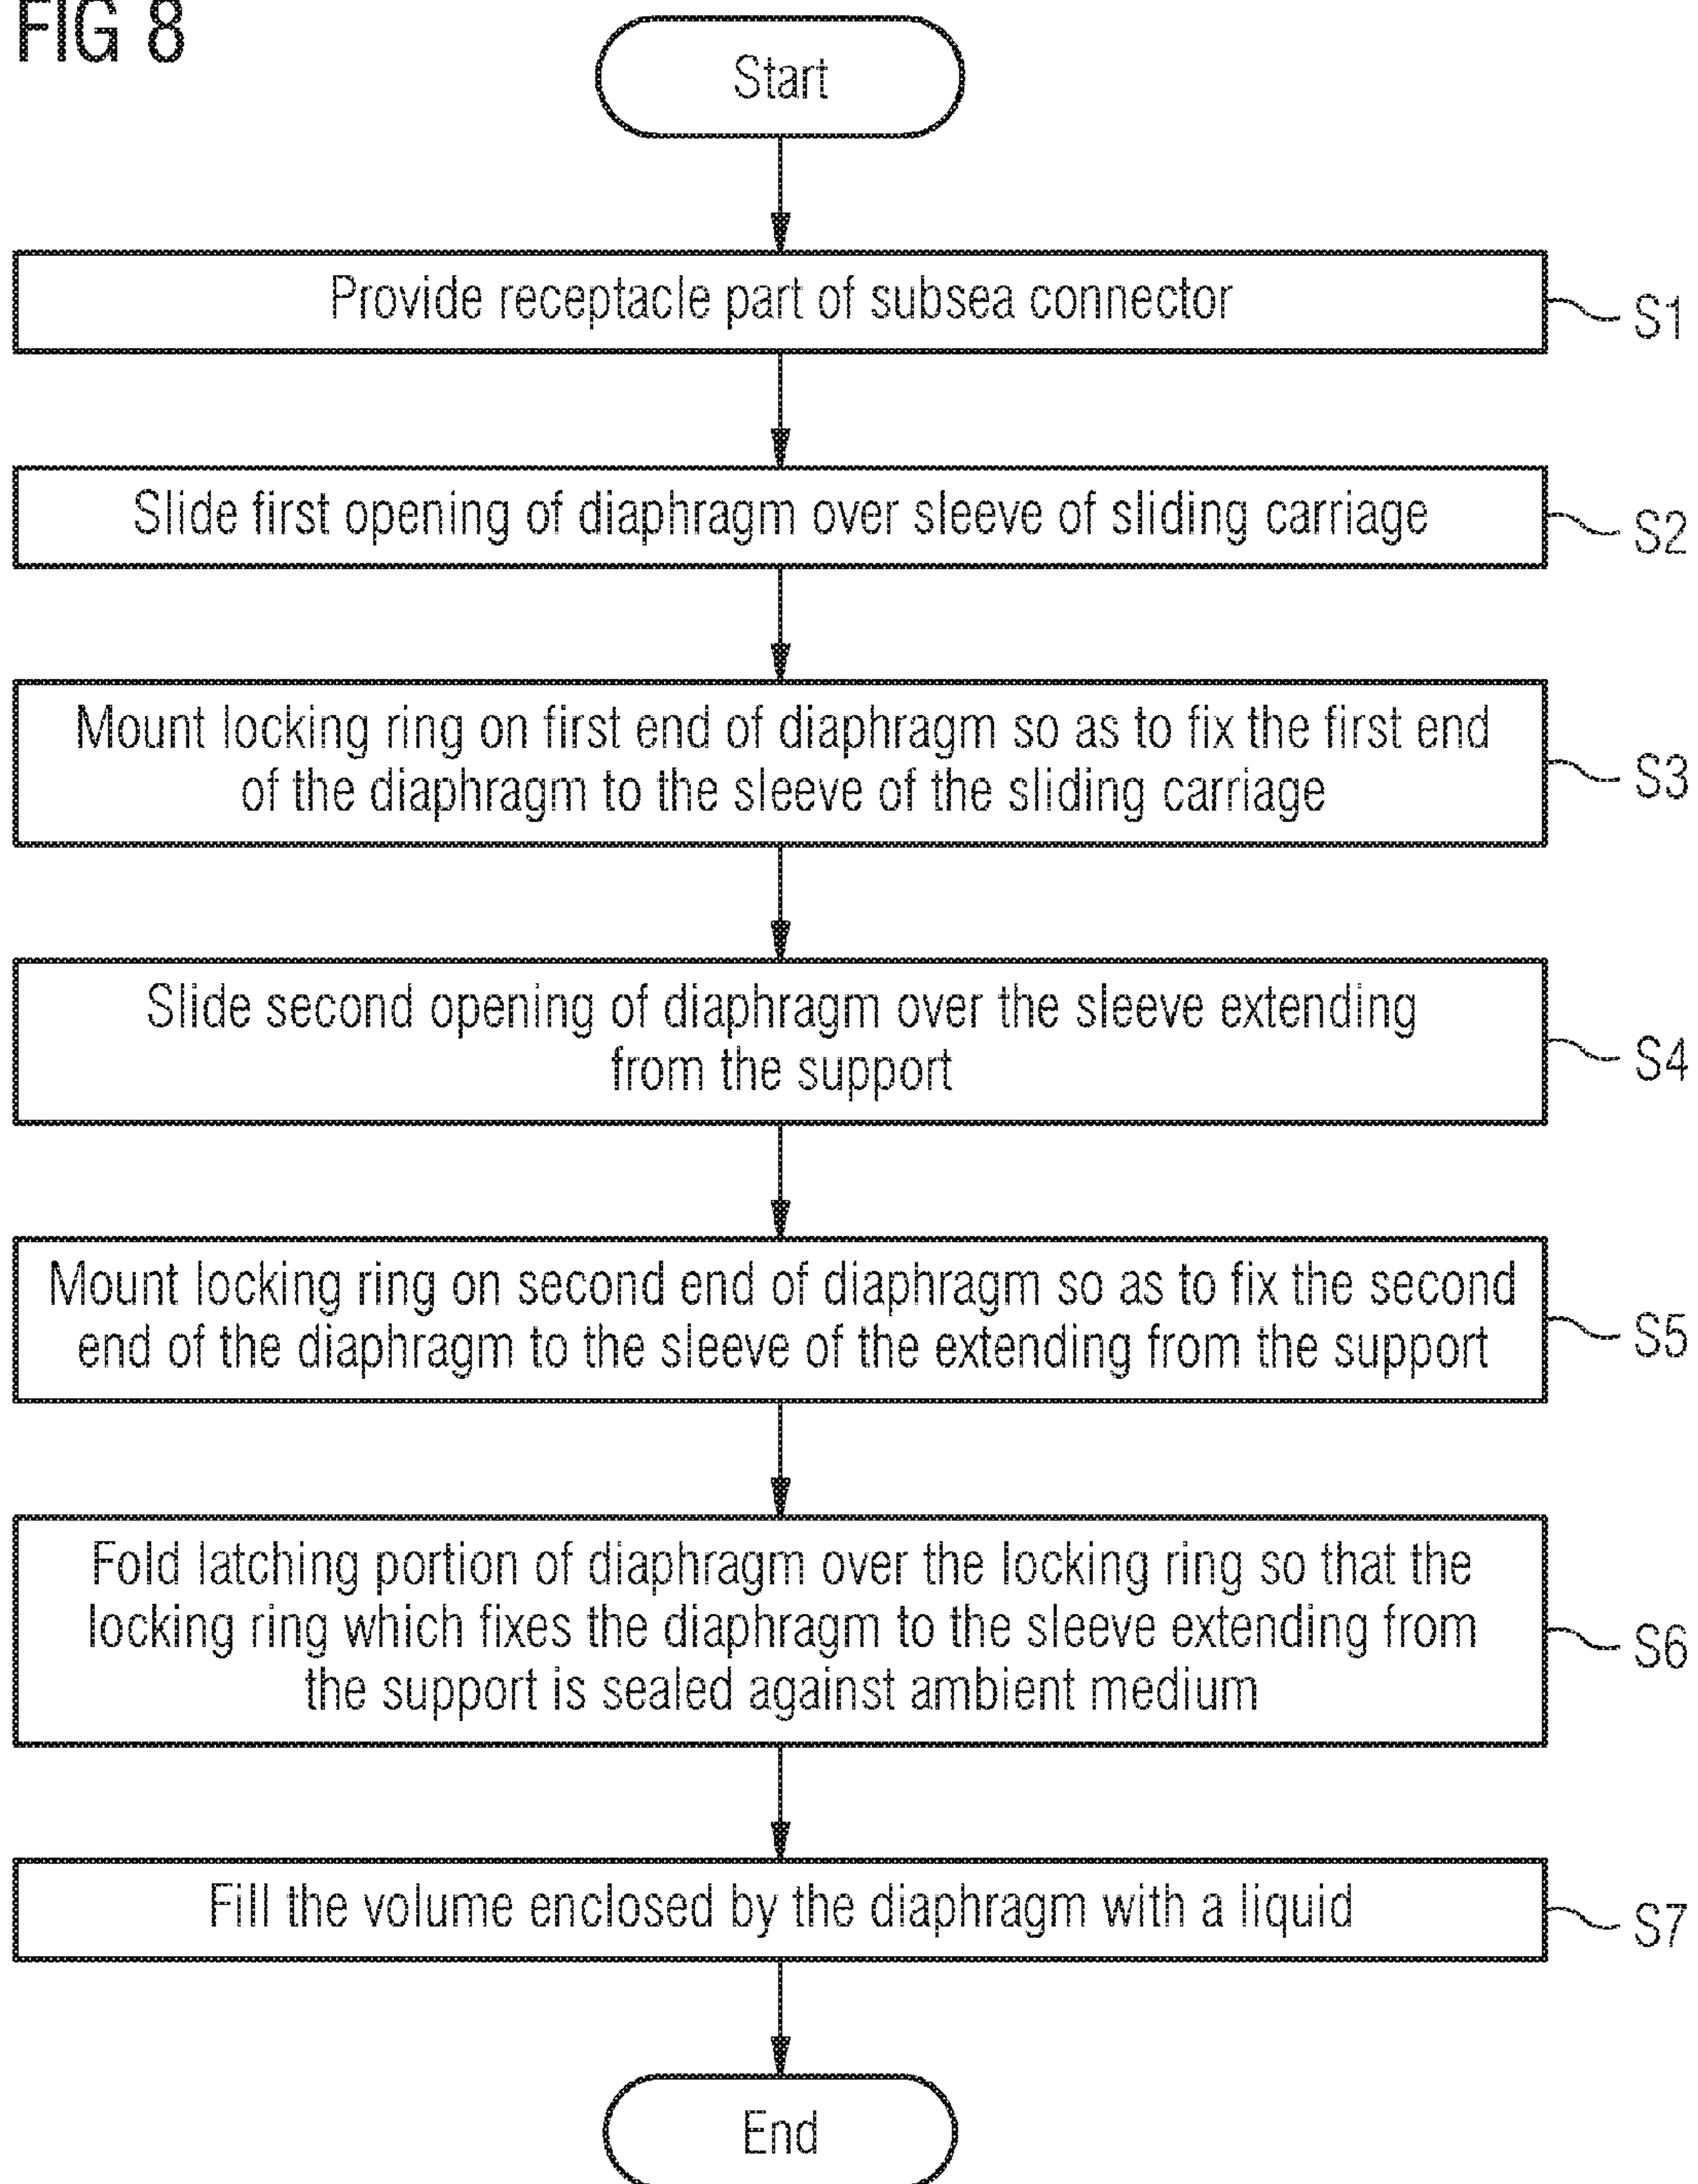 FIG 8
Start
Provide receptacle part of subsea connector
S1
Slide first opening of diaphragm over sleeve of sliding carriage
S2
Mount locking ring on first end of diaphragm so as to fix the first end
of the diaphragm to the sleeve of the sliding carriage
S3
Slide second opening of diaphragm over the sleeve extending
from the support
S4
Mount locking ring on second end of diaphragm so as to fix the second
end of the diaphragm to the sleeve of the extending from the support
S5
Fold latching portion of diaphragm over the locking ring so that the
locking ring which fixes the diaphragm to the sleeve extending from
the support is sealed against ambient medium
S6
Fill the volume enclosed by the diaphragm with a liquid
S7
End